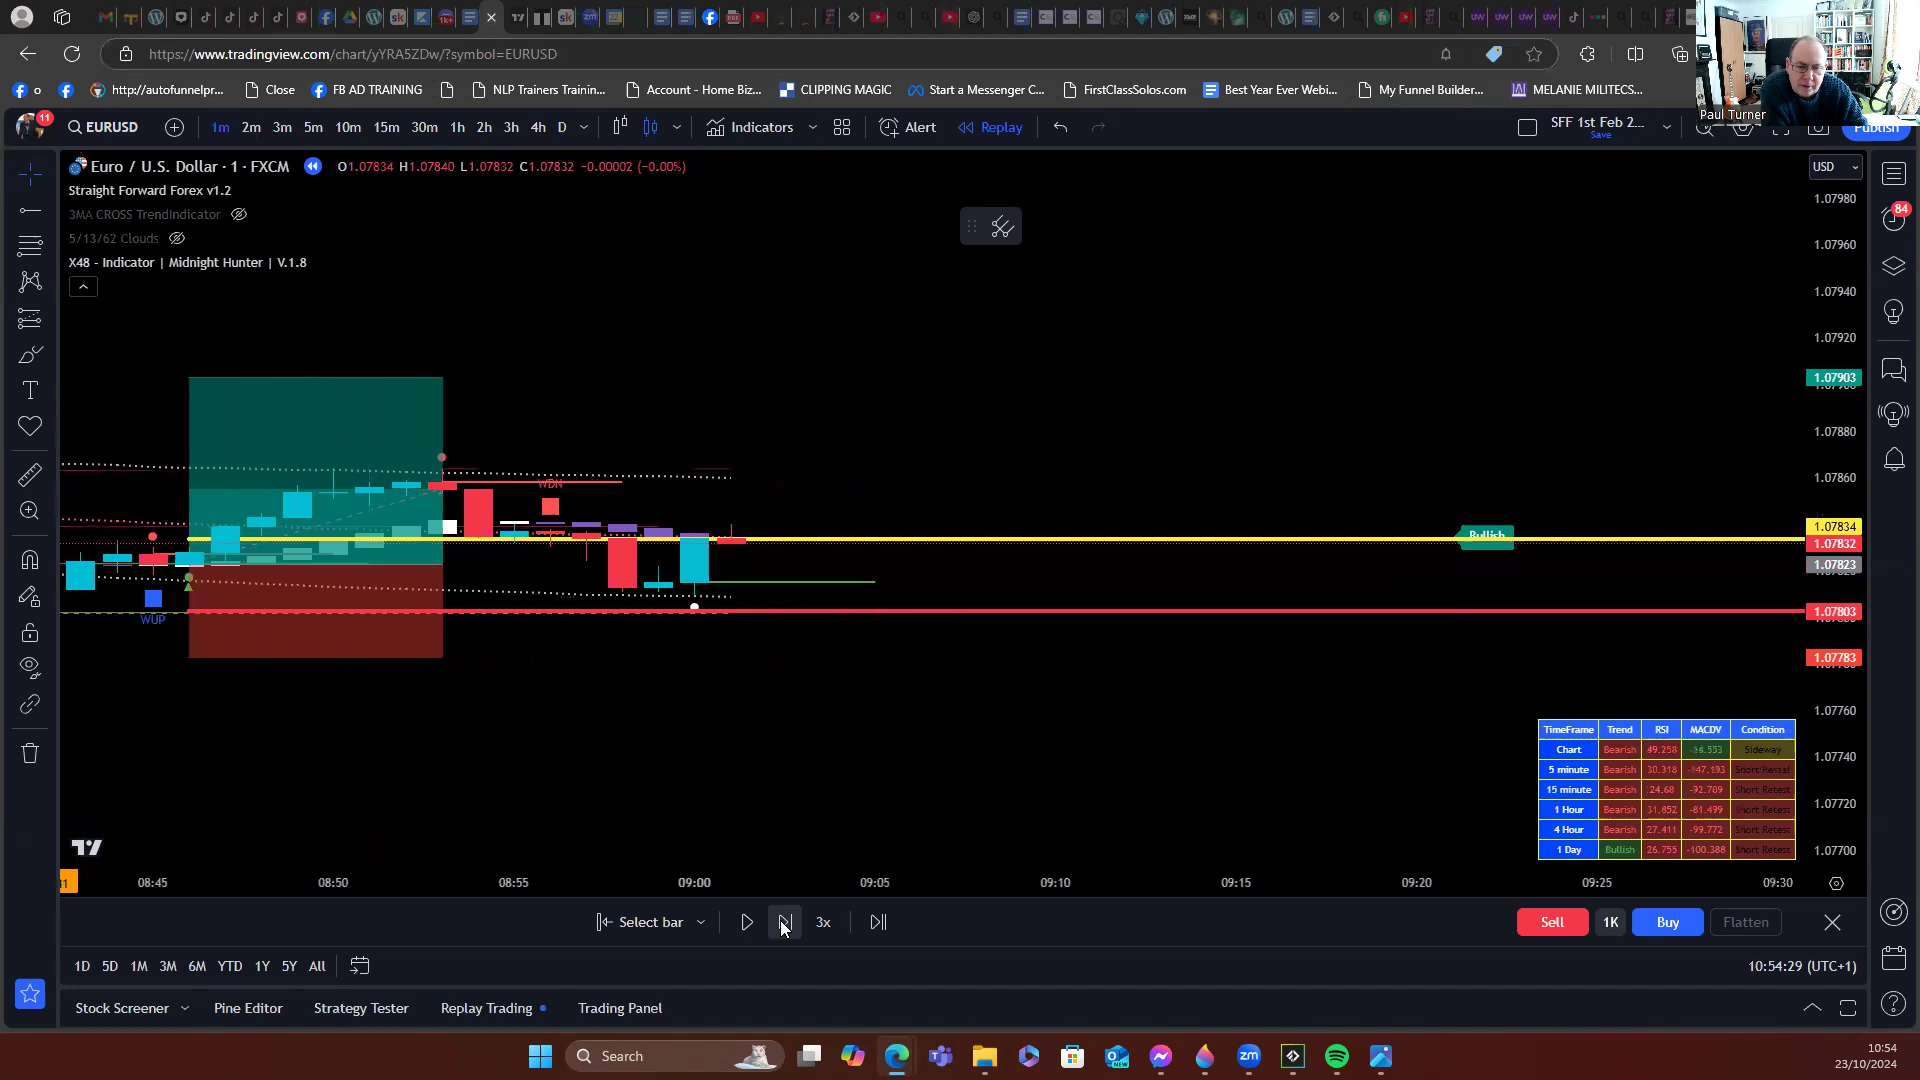 https://www.tradingview.com/chart/yYRA5ZDw/?symbol=EURUSD
http://autofunnelpr...
Close
FB AD TRAINING
NLP Trainers Trainin...
Account - Home Biz...
CLIPPING MAGIC
Start a Messenger C...
FirstClassSolos.com
Best Year Ever Webi...
My Funnel Builder...
MELANIE MILITECS...
Paul Turner
11
EURUSD
1m 2m 3m 5m 10m 15m 30m 1h 2h 3h 4h D
Indicators
Alert
Replay
SFF 1st Feb 2...
Save
Publish
Euro / U.S. Dollar · 1 · FXCM
O1.07834 H1.07840 L1.07832 C1.07832 -0.00002 (-0.00%)
USD
Straight Forward Forex v1.2
3MA CROSS TrendIndicator
5/13/62 Clouds
X48 - Indicator | Midnight Hunter | V.1.8
84
1.07980
1.07960
1.07940
1.07920
1.07903
1.07880
1.07860
WDN
1.07834
Bullish
1.07832
1.07823
1.07803
WUP
1.07783
1.07760
1.07740
1.07720
1.07700
TimeFrame Trend RSI MACDV Condition
Chart Bearish 49.258 Sideway
5 minute Bearish 30.318
15 minute Bearish 24.68 Short Retest
1 Hour Bearish 31.652 -81.499 Short Retest
4 Hour Bearish 27.411 -99.772 Short Retest
1 Day Bullish 26.755 -100.388 Short Retest
08:45 08:50 08:55 09:00 09:05 09:10 09:15 09:20 09:25 09:30
Select bar
3x
Sell
1K
Buy
Flatten
1D 5D 1M 3M 6M YTD 1Y 5Y All
10:54:29 (UTC+1)
Stock Screener
Pine Editor
Strategy Tester
Replay Trading
Trading Panel
Search
10:54
23/10/2024